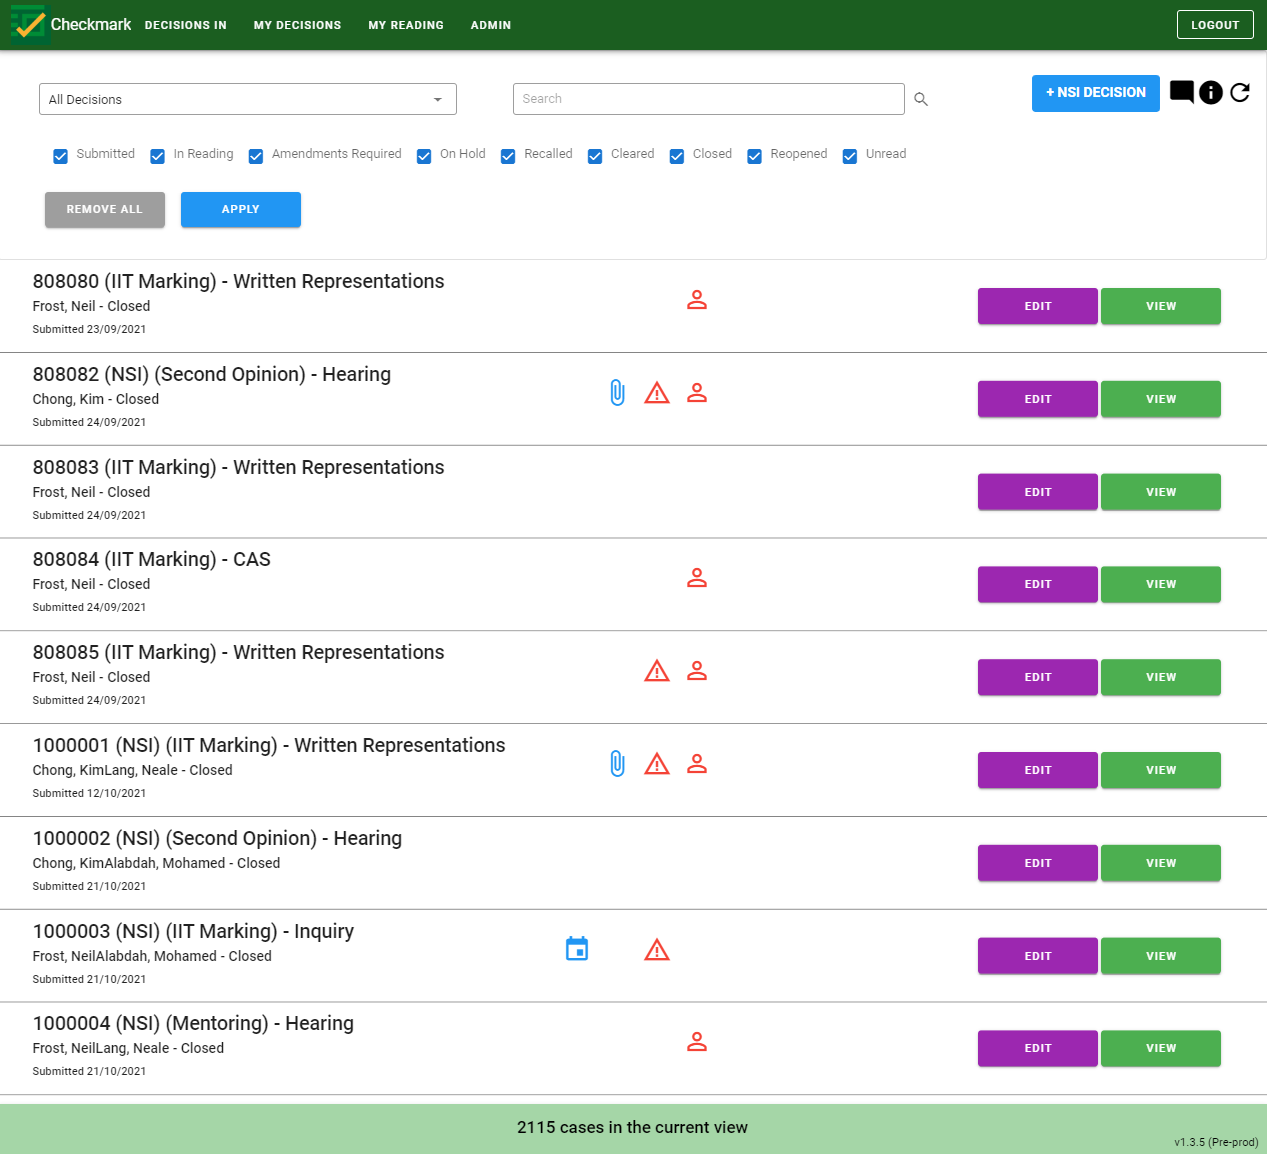 Checkmark DECISIONS IN MY DECISIONS MY READING ADMIN LOGOUT
All Decisions Search + NSI DECISION
Submitted In Reading Amendments Required On Hold Recalled Cleared Closed Reopened Unread
REMOVE ALL APPLY
808080 (IIT Marking) - Written Representations
Frost, Neil - Closed
EDIT VIEW
Submitted 23/09/2021
808082 (NSI) (Second Opinion) - Hearing
Chong, Kim - Closed
EDIT VIEW
Submitted 24/09/2021
808083 (IIT Marking) - Written Representations
Frost, Neil - Closed
EDIT VIEW
Submitted 24/09/2021
808084 (IIT Marking) - CAS
Frost, Neil - Closed
EDIT VIEW
Submitted 24/09/2021
808085 (IIT Marking) - Written Representations
Frost, Neil - Closed
EDIT VIEW
Submitted 24/09/2021
1000001 (NSI) (IIT Marking) - Written Representations
Chong, KimLang, Neale - Closed
EDIT VIEW
Submitted 12/10/2021
1000002 (NSI) (Second Opinion) - Hearing
Chong, KimAlabdah, Mohamed - Closed
EDIT VIEW
Submitted 21/10/2021
1000003 (NSI) (IIT Marking) - Inquiry
Frost, NeilAlabdah, Mohamed - Closed
EDIT VIEW
Submitted 21/10/2021
1000004 (NSI) (Mentoring) - Hearing
Frost, NeilLang, Neale - Closed
EDIT VIEW
Submitted 21/10/2021
2115 cases in the current view
v1.3.5 (Pre-prod)